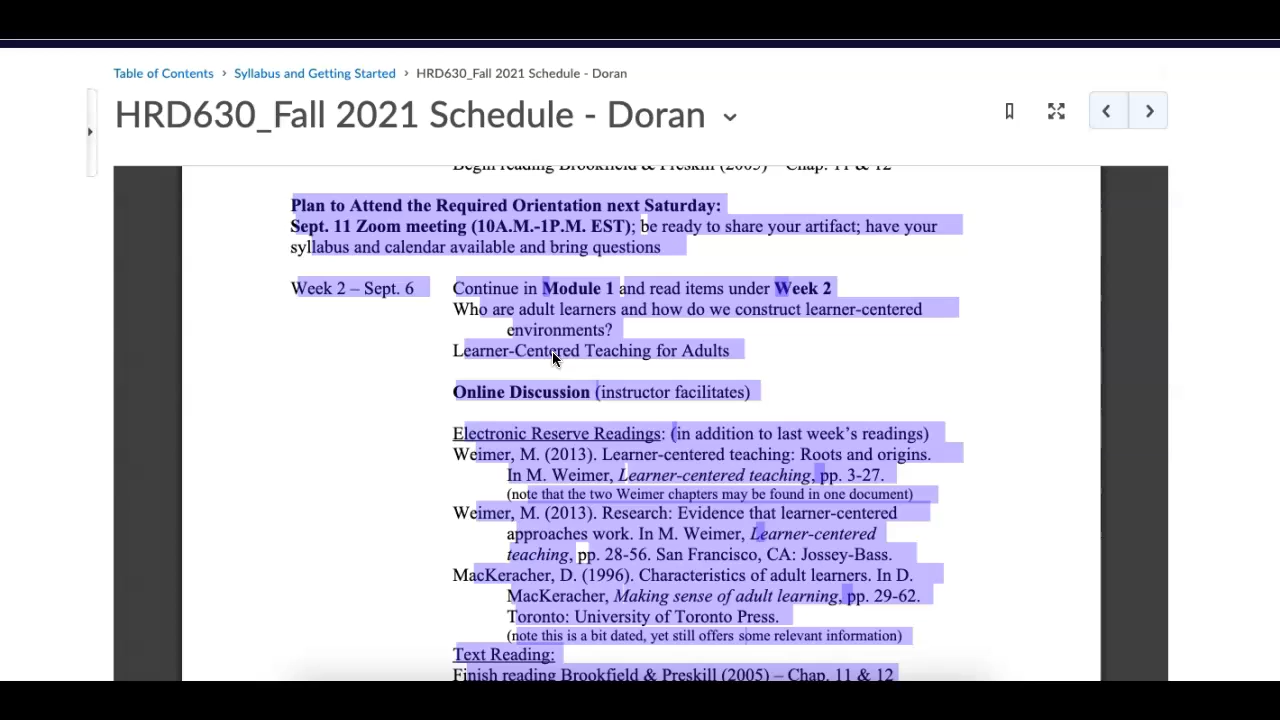 Table of Contents › Syllabus and Getting Started › HRD630_Fall 2021 Schedule - Doran
HRD630_Fall 2021 Schedule - Doran
Begin reading Brookfield & Preskill (2005) – Chap. 11 & 12
Plan to Attend the Required Orientation next Saturday:
Sept. 11 Zoom meeting (10A.M.-1P.M. EST); be ready to share your artifact; have your
syllabus and calendar available and bring questions
Week 2 – Sept. 6 Continue in Module 1 and read items under Week 2
Who are adult learners and how do we construct learner-centered
environments?
Learner-Centered Teaching for Adults
Online Discussion (instructor facilitates)
Electronic Reserve Readings: (in addition to last week’s readings)
Weimer, M. (2013). Learner-centered teaching: Roots and origins.
In M. Weimer, Learner-centered teaching, pp. 3-27.
(note that the two Weimer chapters may be found in one document)
Weimer, M. (2013). Research: Evidence that learner-centered
approaches work. In M. Weimer, Learner-centered
teaching, pp. 28-56. San Francisco, CA: Jossey-Bass.
MacKeracher, D. (1996). Characteristics of adult learners. In D.
MacKeracher, Making sense of adult learning, pp. 29-62.
Toronto: University of Toronto Press.
(note this is a bit dated, yet still offers some relevant information)
Text Reading:
Finish reading Brookfield & Preskill (2005) – Chap. 11 & 12